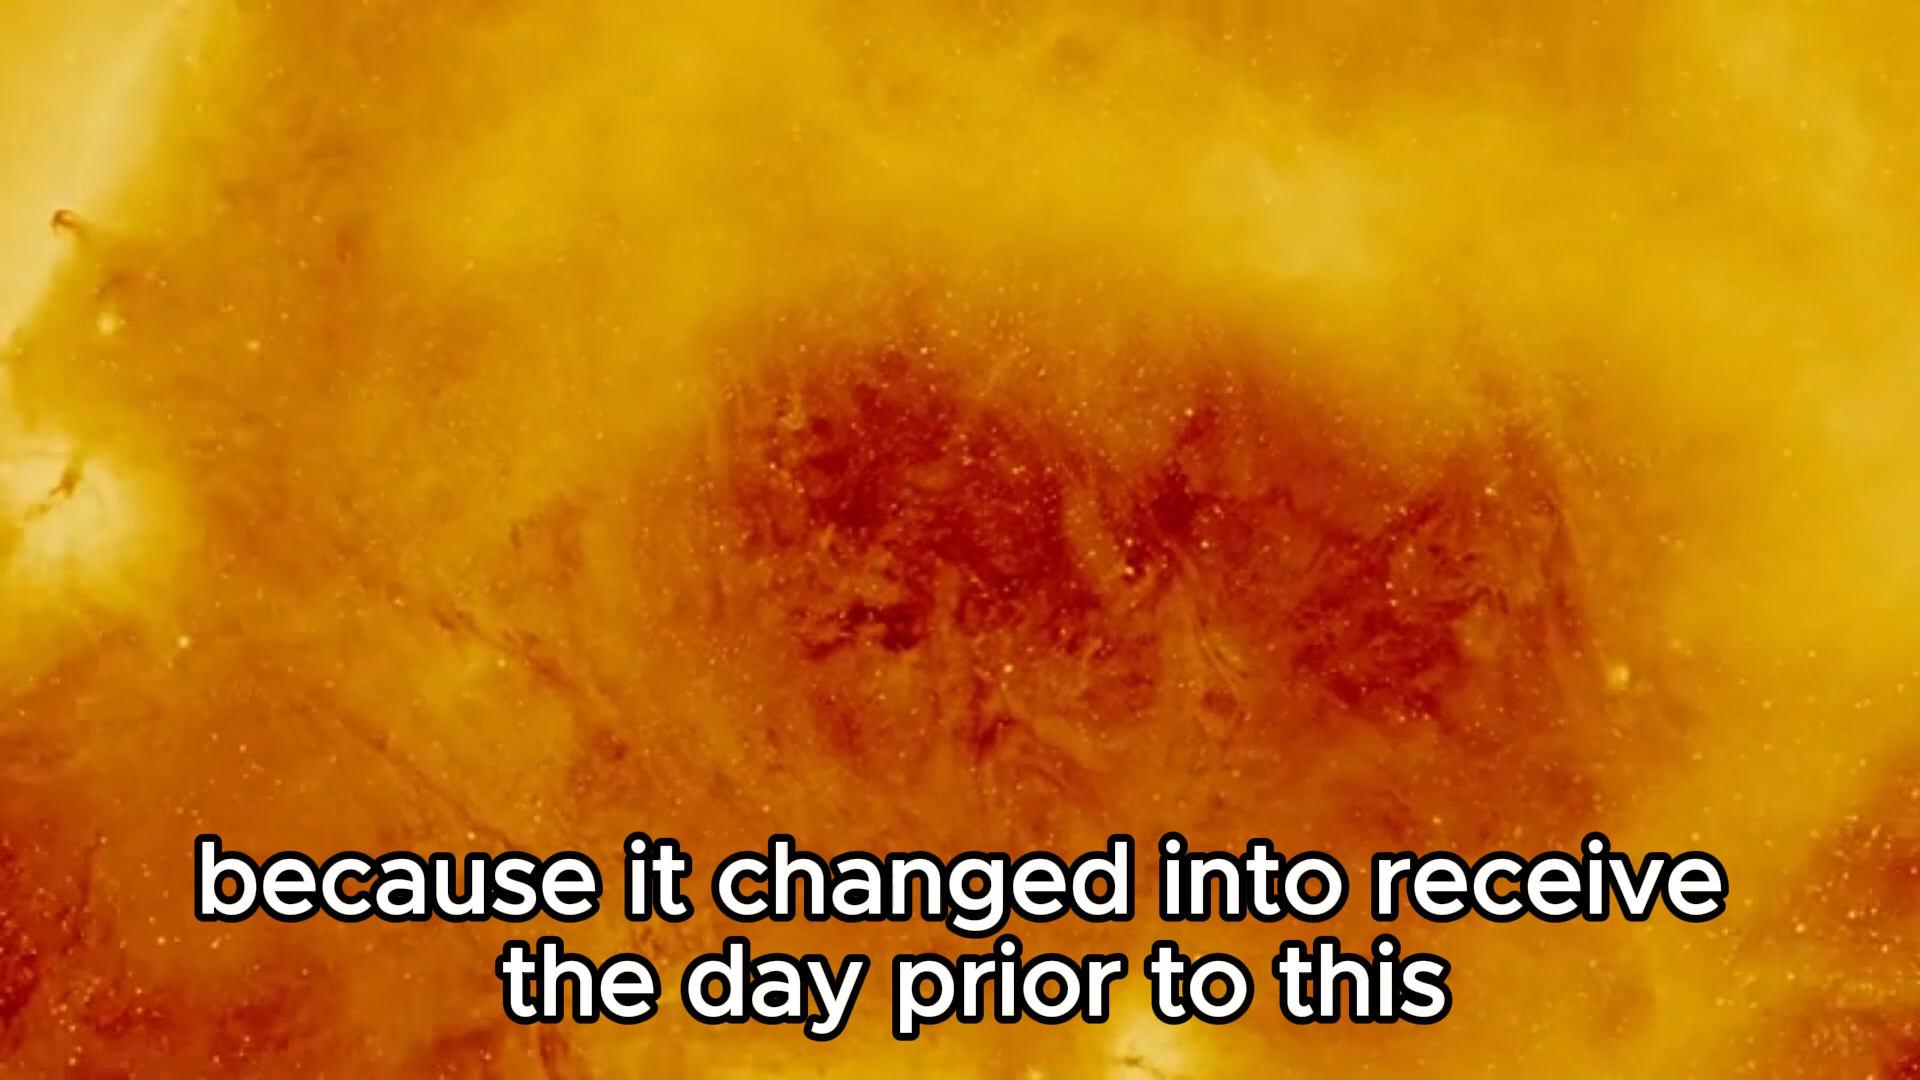 because it changed into receive
the day prior to this